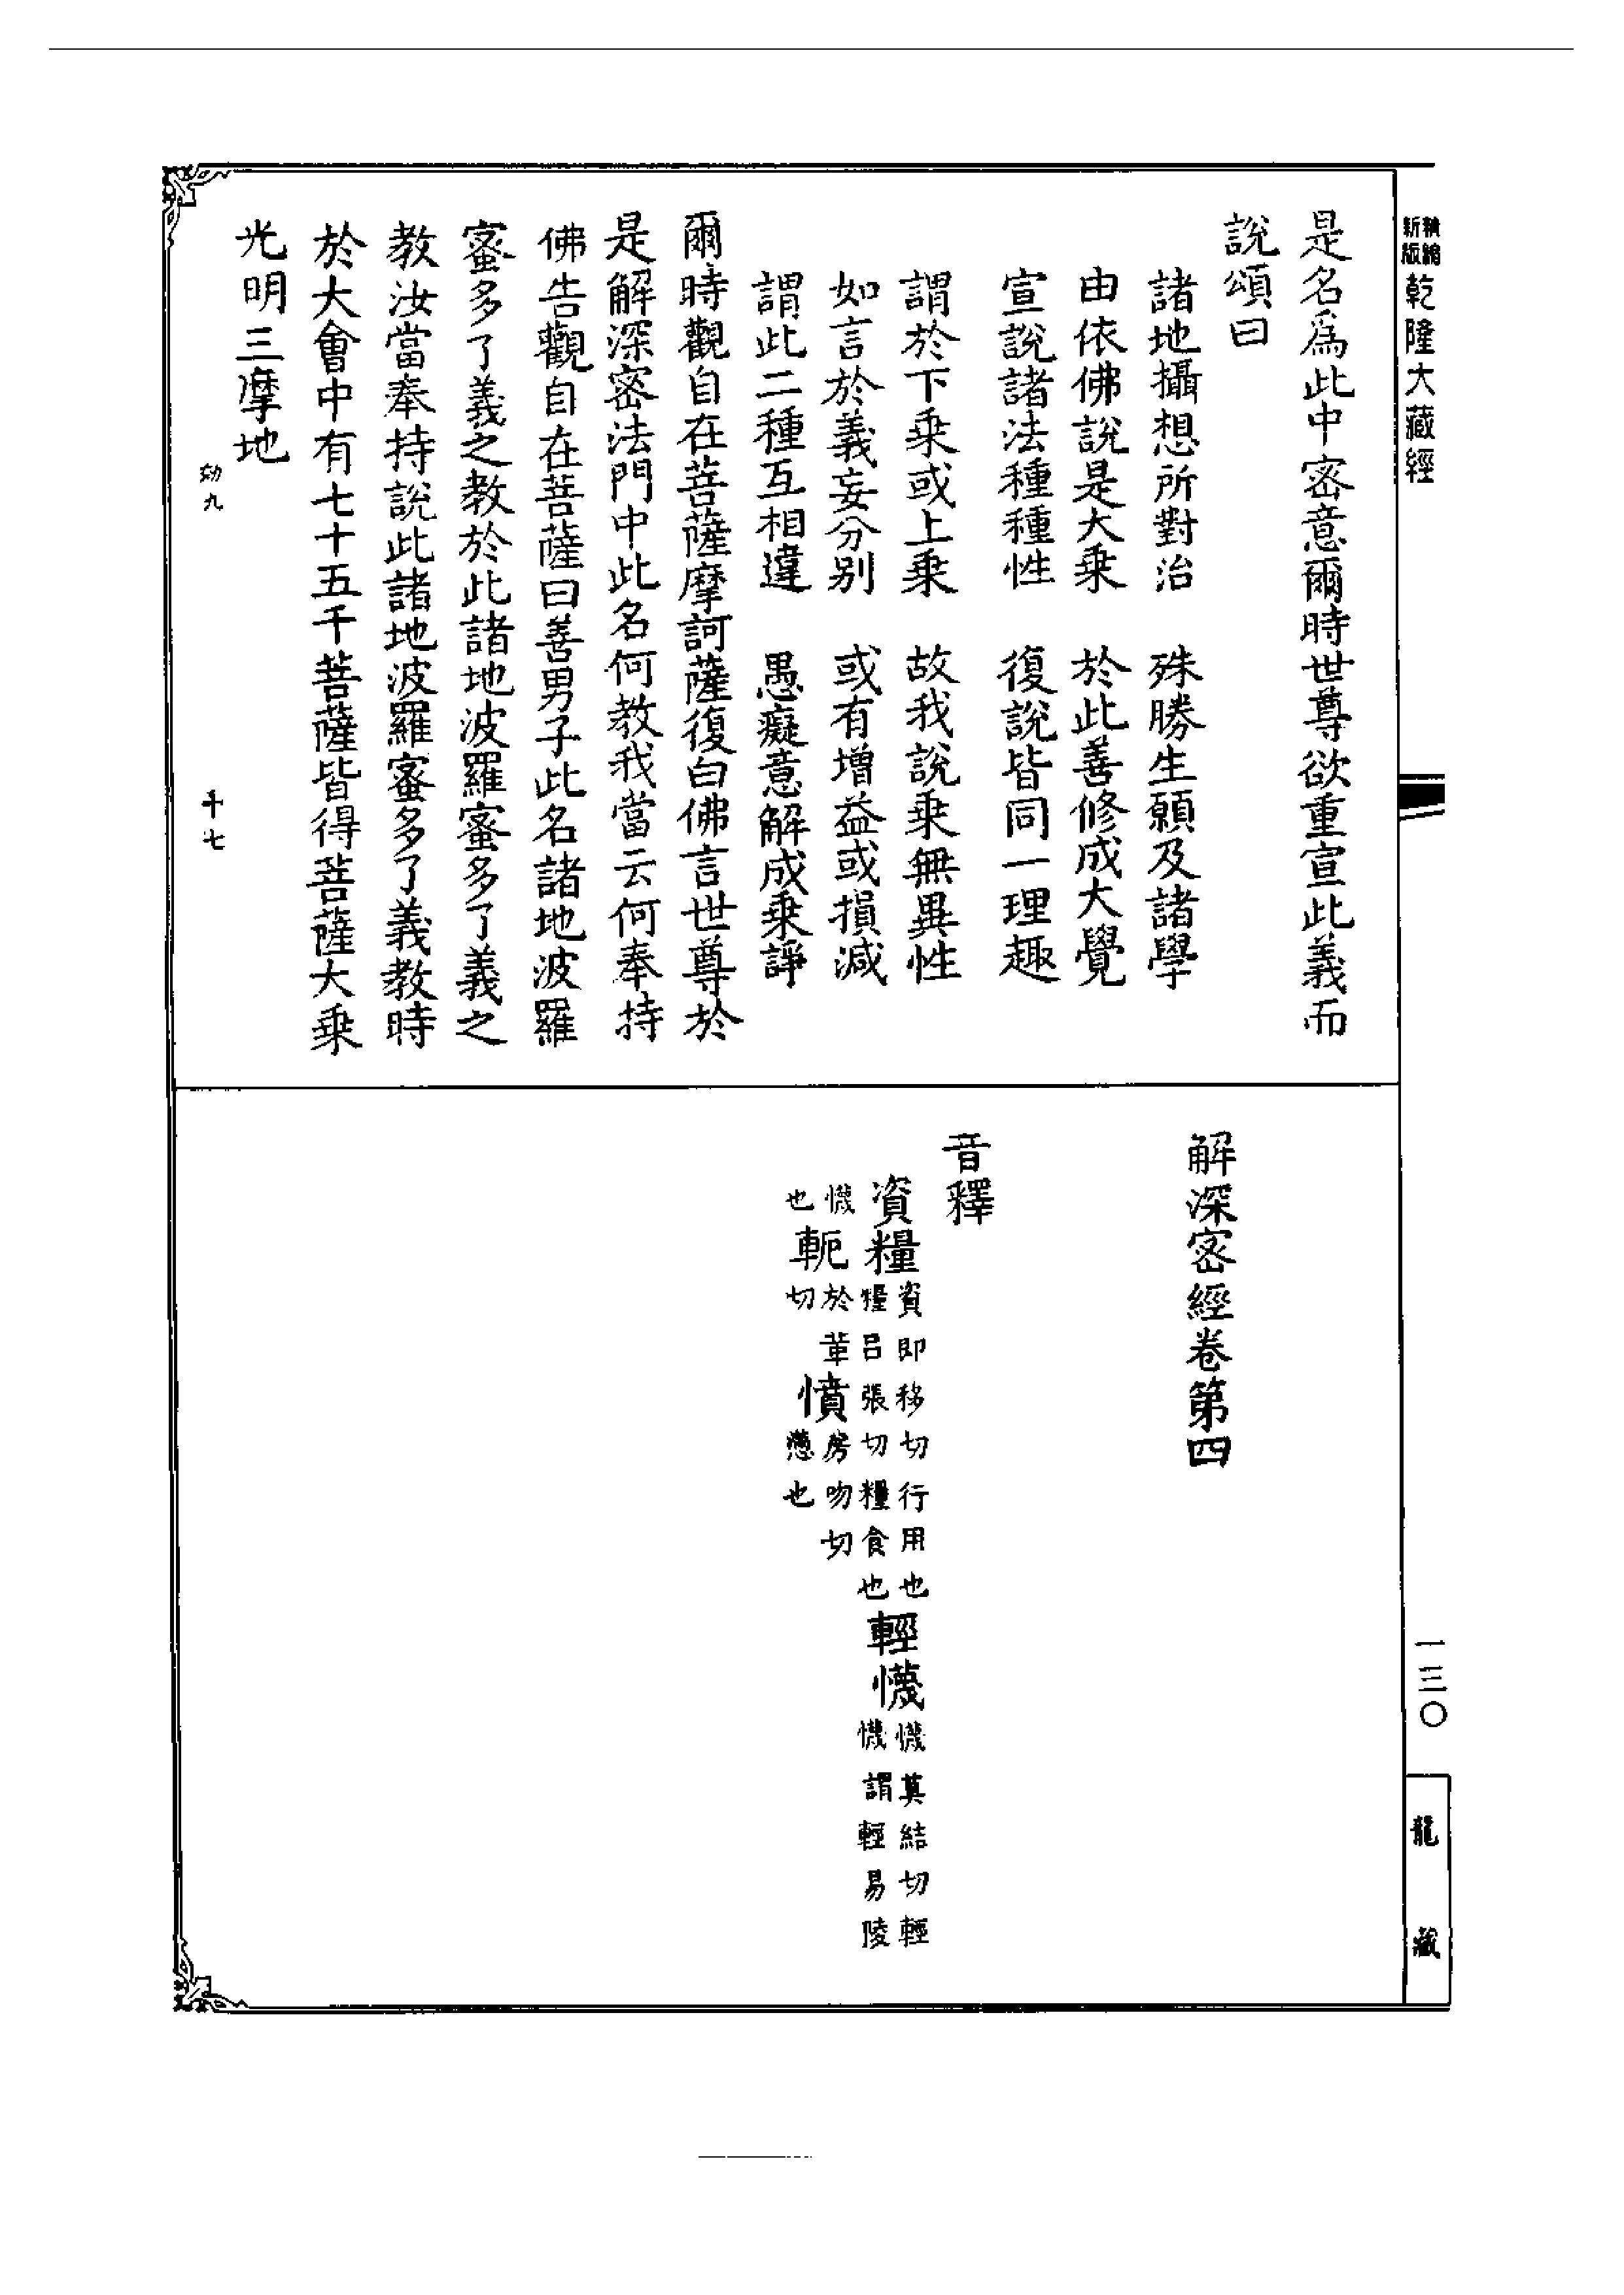 乾隆大藏經
是名爲此中密意爾時世尊欲重宣此義而
說頌曰
諸地攝想所對治　殊勝生願及諸學
由依佛說是大乘　於此善修成大覺
宣說諸法種種性　復說皆同一理趣
謂於下乘或上乘　故我說乘無異性
如言於義妄分別　或有增益或損減
謂此二種互相違　愚癡意解成乘諍
爾時觀自在菩薩摩訶薩復白佛言世尊於
是解深密法門中此名何教我當云何奉持
佛告觀自在菩薩曰善男子此名諸地波羅
蜜多了義之教於此諸地波羅蜜多了義之
教汝當奉持說此諸地波羅蜜多了義教時
於大會中有七十五千菩薩皆得菩薩大乘
光明三摩地
幼九
十七
解深密經卷第四
音釋
資糧
資即移切行用也
糧呂張切糧食也
輕懱
懱莫結切輕
懱謂輕易陵
懱
也
軛
於革
切
憤
房吻切
懣也
一三〇
龍藏